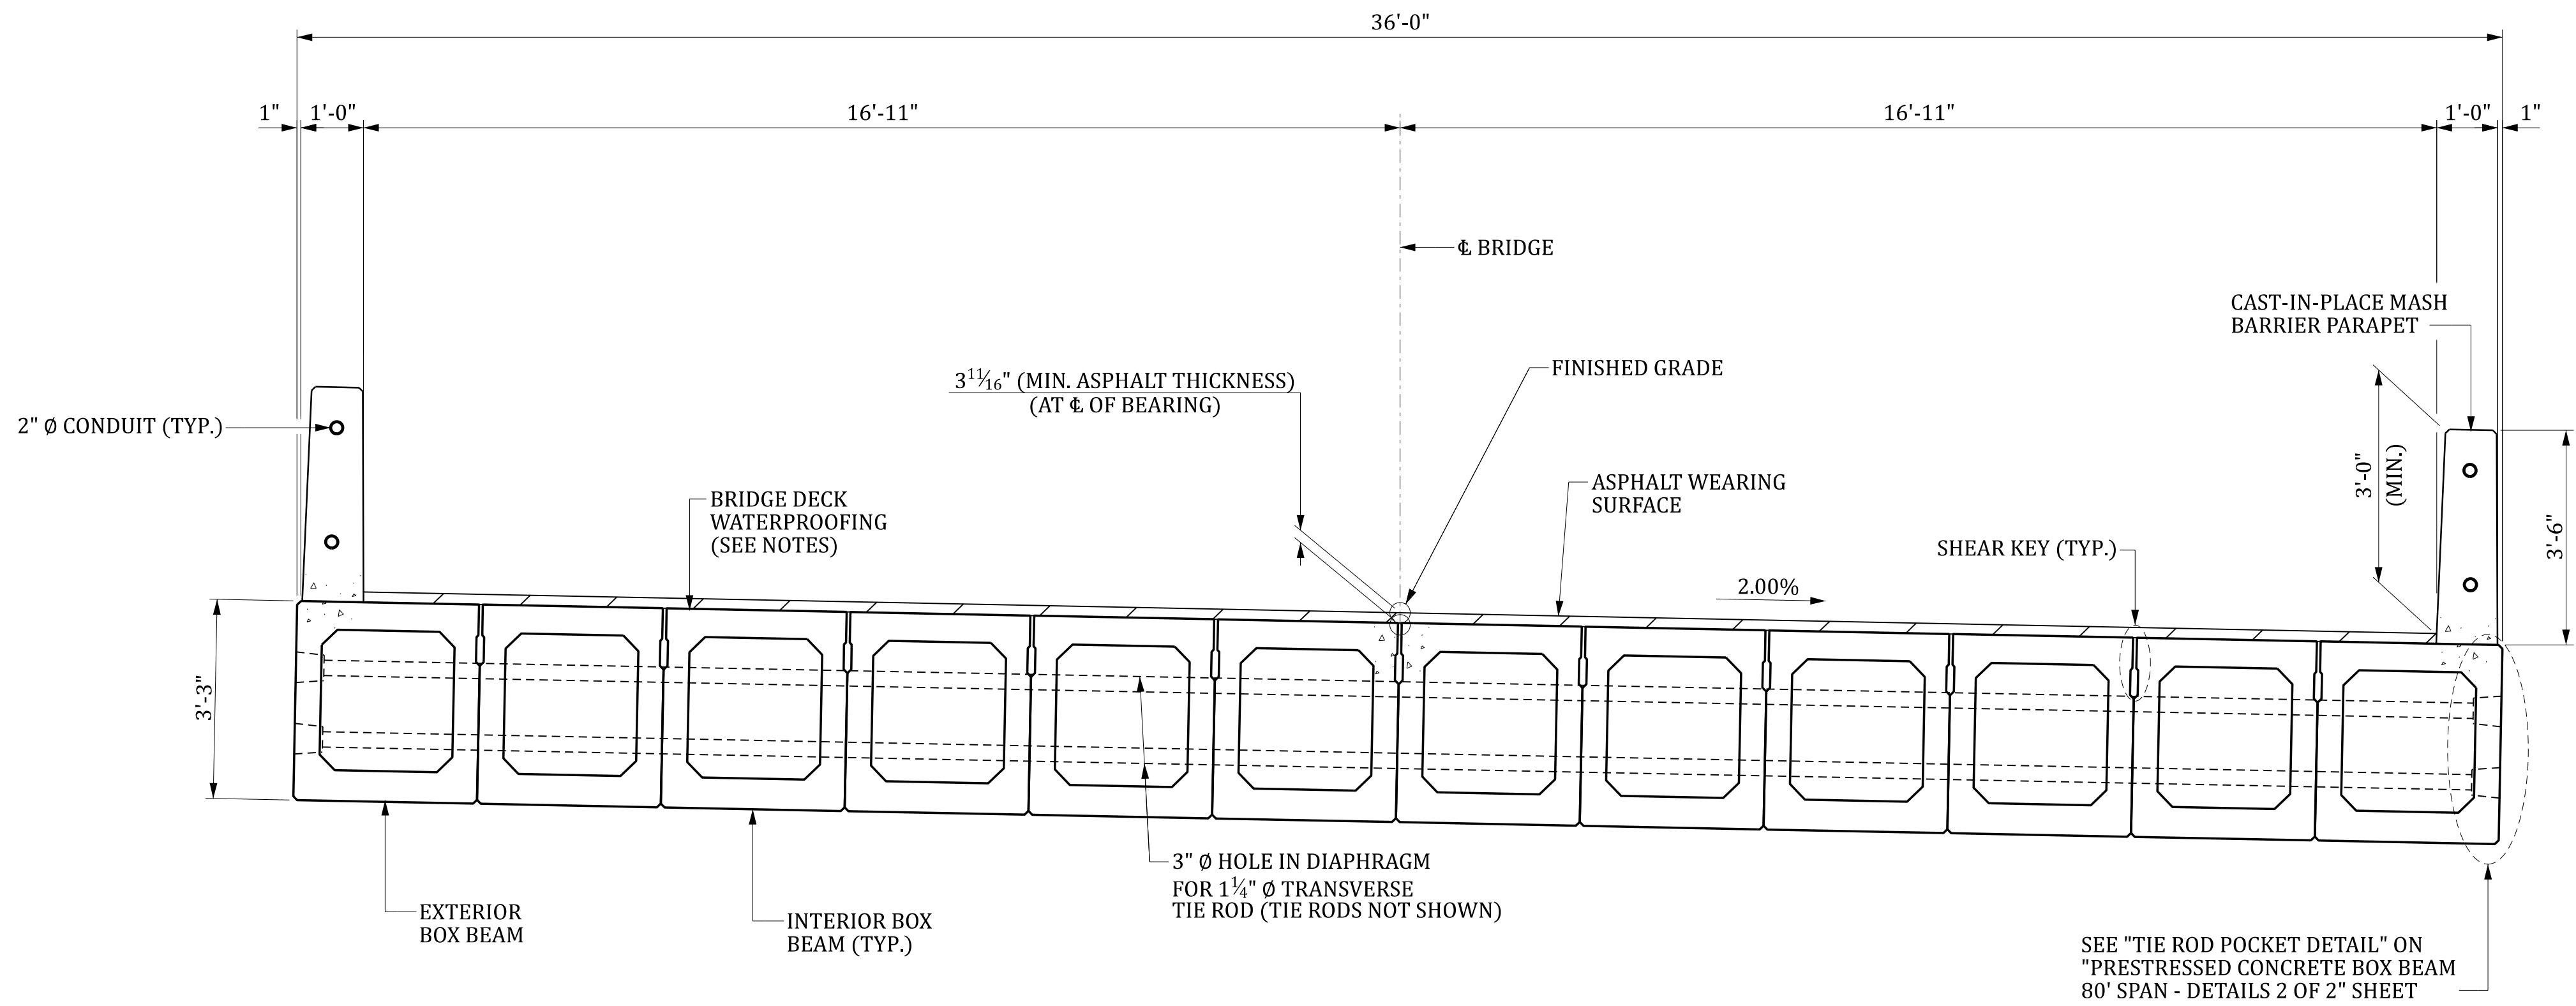 36'-0"
1"
1'-0"
16'-11"
16'-11"
1'-0"
1"
℄ BRIDGE
CAST-IN-PLACE MASH
BARRIER PARAPET
FINISHED GRADE
3 11/16" (MIN. ASPHALT THICKNESS)
(AT ℄ OF BEARING)
2" Ø CONDUIT (TYP.)
3'-0"
(MIN.)
ASPHALT WEARING
SURFACE
BRIDGE DECK
WATERPROOFING
(SEE NOTES)
3'-6"
SHEAR KEY (TYP.)
2.00%
3'-3"
3" Ø HOLE IN DIAPHRAGM
FOR 1 1/4" Ø TRANSVERSE
TIE ROD (TIE RODS NOT SHOWN)
EXTERIOR
BOX BEAM
INTERIOR BOX
BEAM (TYP.)
SEE "TIE ROD POCKET DETAIL" ON
"PRESTRESSED CONCRETE BOX BEAM
80' SPAN - DETAILS 2 OF 2" SHEET